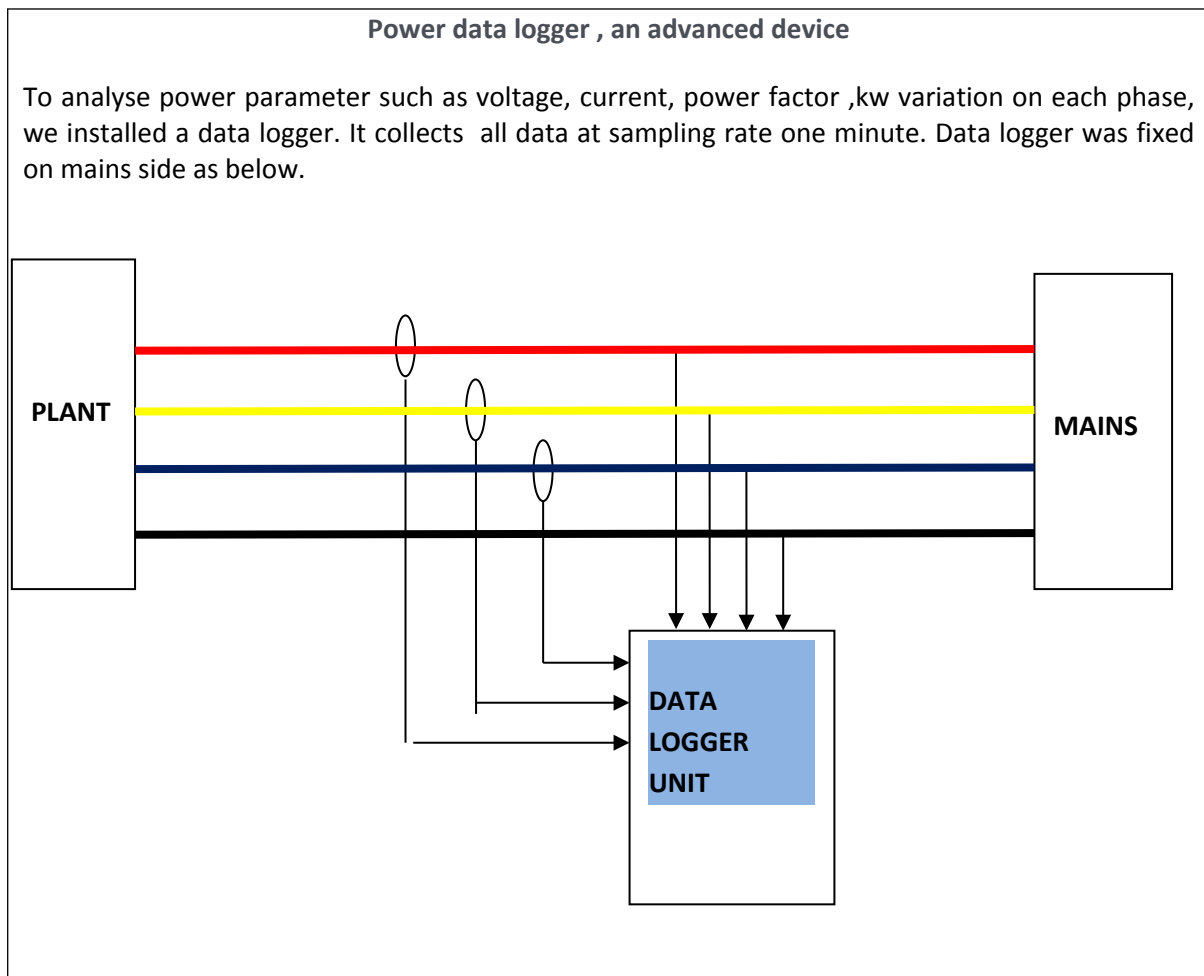 Power data logger , an advanced device
To analyse power parameter such as voltage, current, power factor ,kw variation on each phase,
we installed a data logger. It collects  all data at sampling rate one minute. Data logger was fixed
on mains side as below.
PLANT
MAINS
DATA
LOGGER
UNIT